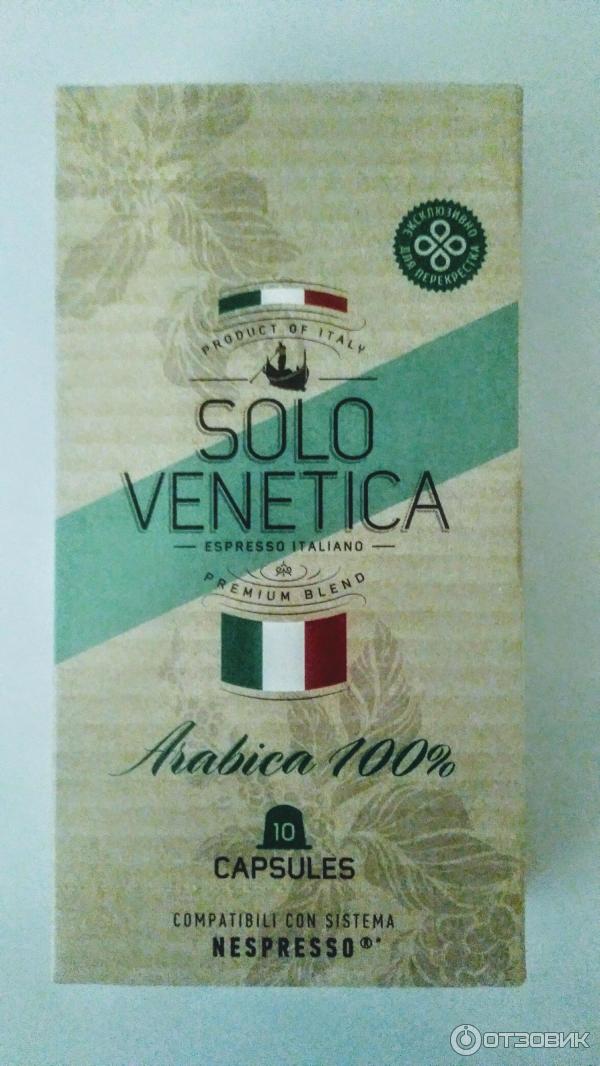 ЭКСКЛЮЗИВНО
ДЛЯ ПЕРЕКРЕСТКА
PRODUCT OF ITALY
SOLO
VENETICA
ESPRESSO ITALIANO
PREMIUM BLEND
Arabica 100%
10
CAPSULES
COMPATIBILI CON SISTEMA
NESPRESSO®*
ОТЗОВИК